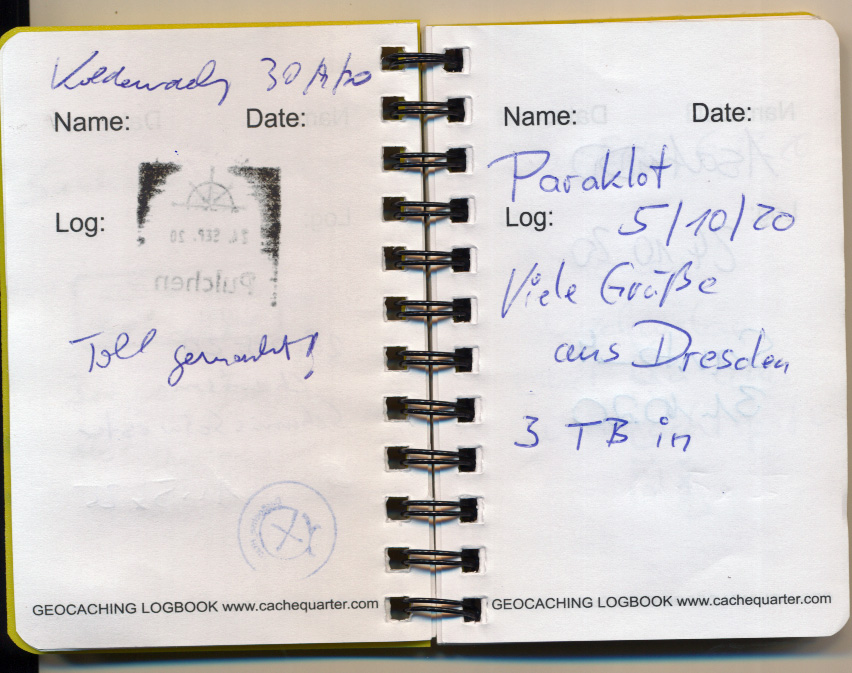 30/9/20
Name: Date:
24. SEP. 20
Log:
Pulchen
Toll gemacht!
GEOCACHING LOGBOOK www.cachequarter.com
Name: Date:
Paraklot
Log: 5/10/20
Viele Grüße
aus Dresden
3 TB in
GEOCACHING LOGBOOK www.cachequarter.com